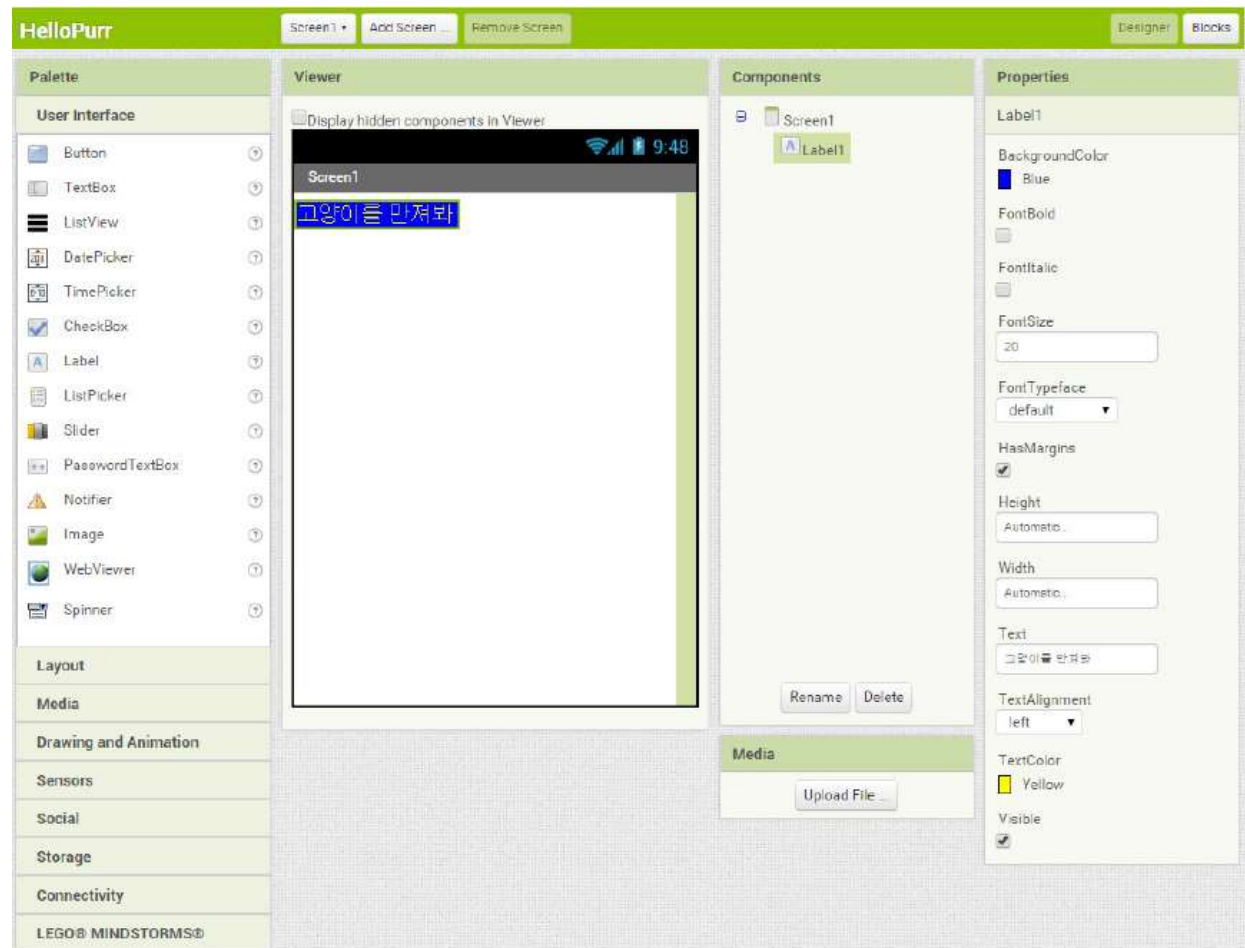 HelloPurr
Screen1 Add Screen ... Remove Screen
Designer Blocks
Palette
User Interface
Button
TextBox
ListView
DatePicker
TimePicker
CheckBox
Label
ListPicker
Slider
PasswordTextBox
Notifier
Image
WebViewer
Spinner
Layout
Media
Drawing and Animation
Sensors
Social
Storage
Connectivity
LEGO® MINDSTORMS®
Viewer
Display hidden components in Viewer
9:48
Screen1
고양이를 만져봐
Components
Screen1
Label1
Rename Delete
Media
Upload File ...
Properties
Label1
BackgroundColor
Blue
FontBold
FontItalic
FontSize
20
FontTypeface
default
HasMargins
Height
Automatic...
Width
Automatic...
Text
고양이를 만져봐
TextAlignment
left
TextColor
Yellow
Visible